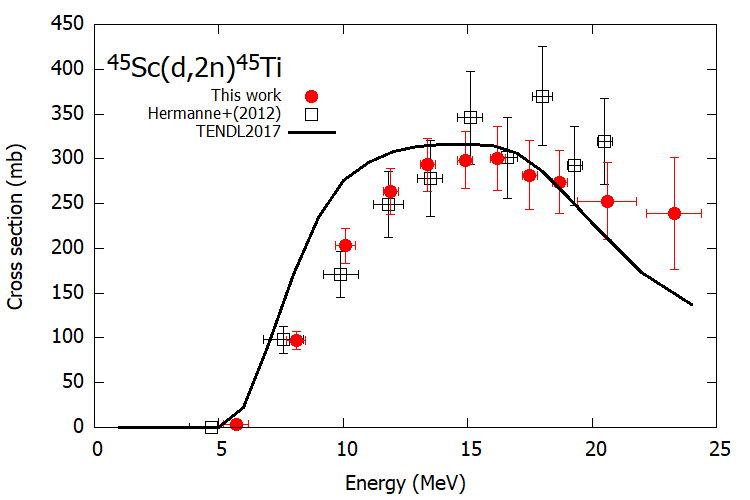 450
400
350
300
250
200
150
100
50
0
Cross section (mb)
⁴⁵Sc(d,2n)⁴⁵Ti
This work
Hermanne+(2012)
TENDL2017
0 5 10 15 20 25
Energy (MeV)